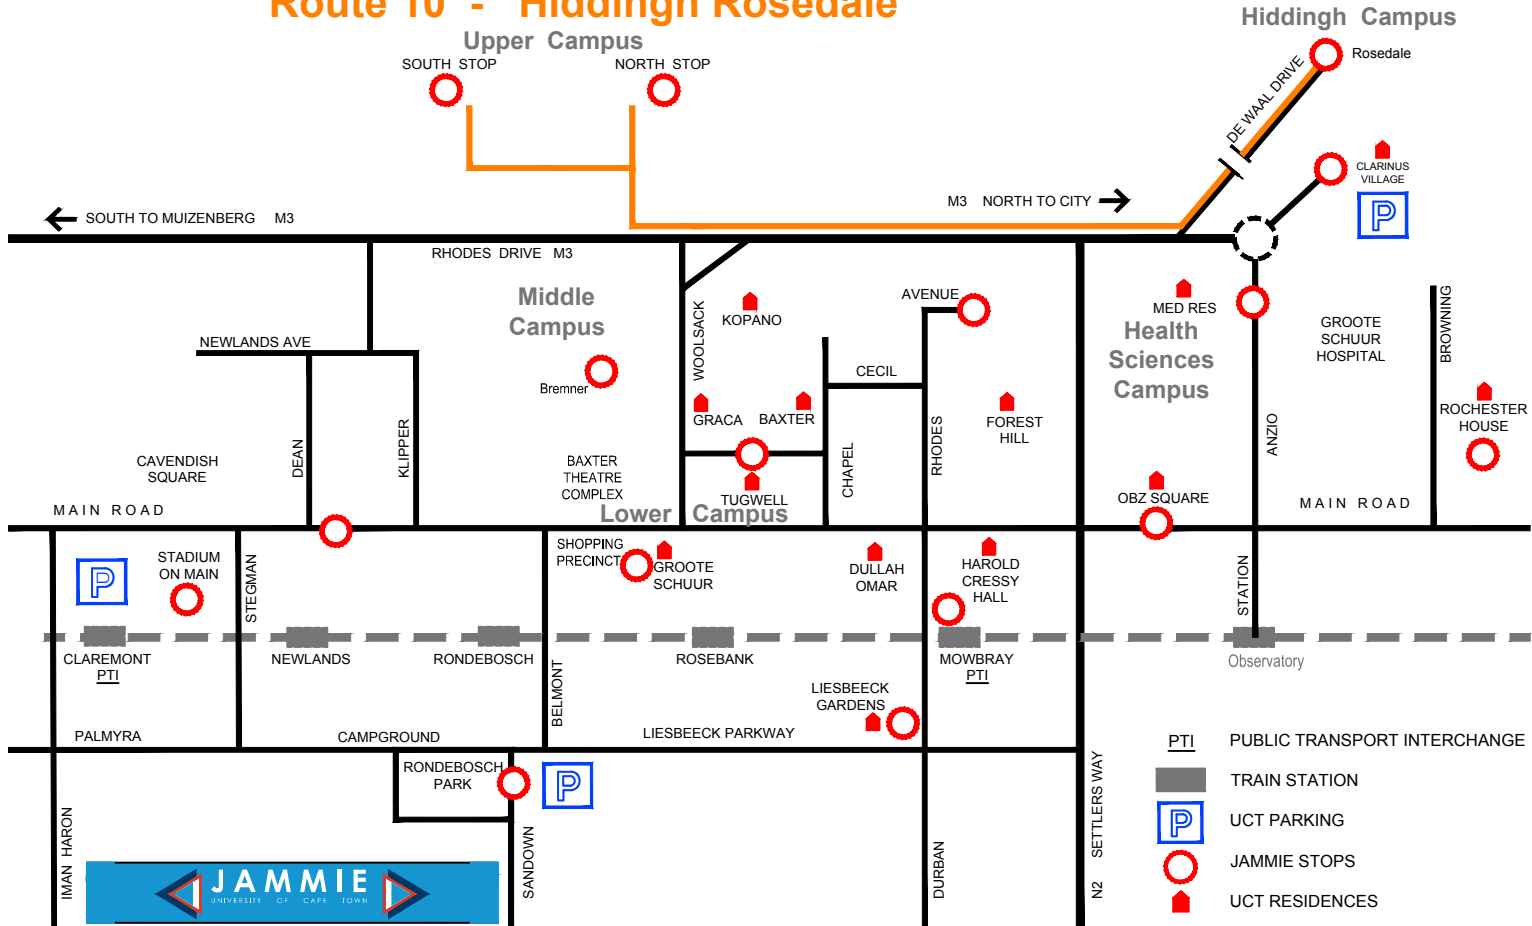 Route 10 - Hiddingh Rosedale
Hiddingh Campus
Upper Campus
SOUTH STOP
NORTH STOP
Rosedale
DE WAAL DRIVE
CLARINUS
VILLAGE
P
M3 NORTH TO CITY
SOUTH TO MUIZENBERG M3
RHODES DRIVE M3
Middle
Campus
KOPANO
AVENUE
MED RES
Health
Sciences
Campus
GROOTE
SCHUUR
HOSPITAL
BROWNING
NEWLANDS AVE
WOOLSACK
CECIL
Bremner
GRACA
BAXTER
FOREST
HILL
ROCHESTER
HOUSE
DEAN
KLIPPER
CHAPEL
RHODES
ANZIO
CAVENDISH
SQUARE
BAXTER
THEATRE
COMPLEX
TUGWELL
OBZ SQUARE
MAIN ROAD
MAIN ROAD
Lower Campus
SHOPPING
PRECINCT
GROOTE
SCHUUR
DULLAH
OMAR
HAROLD
CRESSY
HALL
STADIUM
ON MAIN
P
STEGMAN
STATION
CLAREMONT
PTI
NEWLANDS
RONDEBOSCH
ROSEBANK
MOWBRAY
PTI
Observatory
BELMONT
LIESBEECK
GARDENS
PALMYRA
CAMPGROUND
LIESBEECK PARKWAY
RONDEBOSCH
PARK
P
IMAN HARON
SANDOWN
DURBAN
N2 SETTLERS WAY
PTI PUBLIC TRANSPORT INTERCHANGE
TRAIN STATION
P UCT PARKING
JAMMIE STOPS
UCT RESIDENCES
JAMMIE
UNIVERSITY OF CAPE TOWN